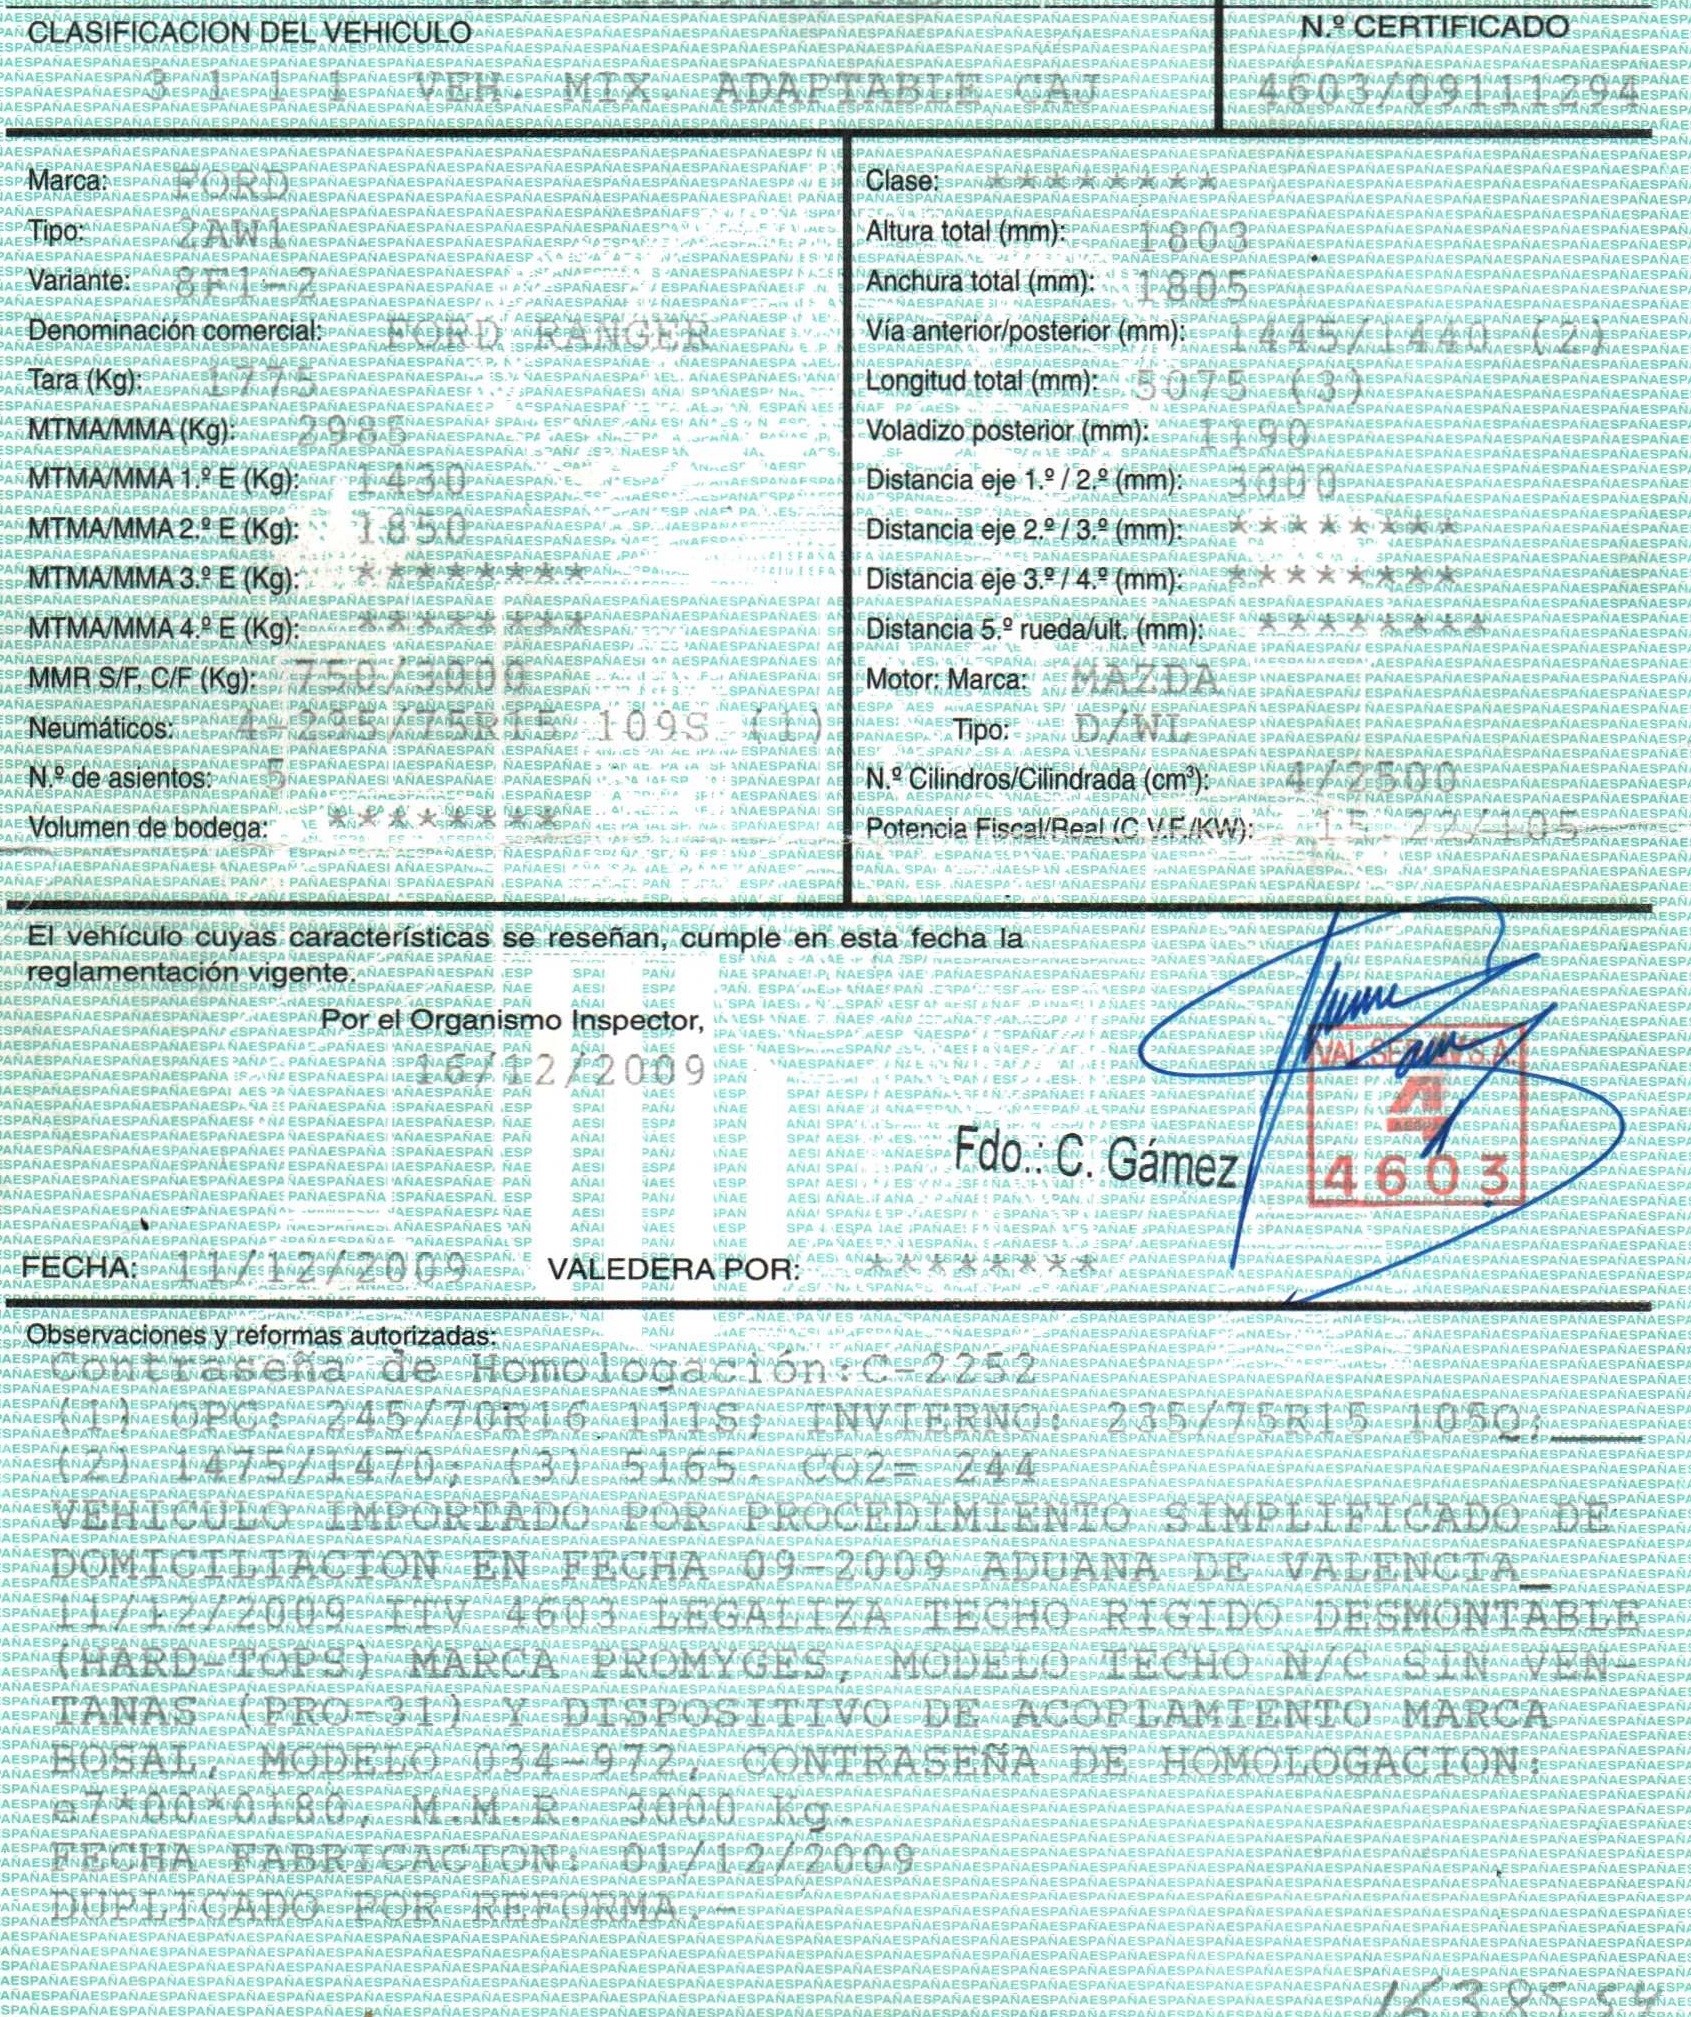 CLASIFICACION DEL VEHICULO
3 1 1 1 VEH. MIX. ADAPTABLE CAJ
N.º CERTIFICADO
4603/09111294
Marca: FORD
Tipo: 2AW1
Variante: 8F1-2
Denominación comercial: FORD RANGER
Tara (Kg): 1775
MTMA/MMA (Kg): 2985
MTMA/MMA 1.º E (Kg): 1430
MTMA/MMA 2.º E (Kg): 1850
MTMA/MMA 3.º E (Kg): ********
MTMA/MMA 4.º E (Kg): ********
MMR S/F, C/F (Kg): 750/3000
Neumáticos: 4-235/75R15 109S (1)
N.º de asientos: 5
Volumen de bodega: ********
Clase: ********
Altura total (mm): 1803
Anchura total (mm): 1805
Vía anterior/posterior (mm): 1445/1440 (2)
Longitud total (mm): 5075 (3)
Voladizo posterior (mm): 1190
Distancia eje 1.º / 2.º (mm): 3000
Distancia eje 2.º / 3.º (mm): ********
Distancia eje 3.º / 4.º (mm): ********
Distancia 5.º rueda/ult. (mm): ********
Motor: Marca: MAZDA
Tipo: D/WL
N.º Cilindros/Cilindrada (cm³): 4/2500
Potencia Fiscal/Real (C.V.F./KW): 22/105
El vehículo cuyas características se reseñan, cumple en esta fecha la
reglamentación vigente.
Por el Organismo Inspector,
16/12/2009
Fdo.: C. Gámez
4
4603
FECHA: 11/12/2009
VALEDERA POR: ********
Observaciones y reformas autorizadas:
Contraseña de Homologación:C-2252
(1) OPC: 245/70R16 111S; INVIERNO: 235/75R15 105Q;____
(2) 1475/1470; (3) 5165. CO2= 244
VEHICULO IMPORTADO POR PROCEDIMIENTO SIMPLIFICADO DE
DOMICILIACION EN FECHA 09-2009 ADUANA DE VALENCIA_
11/12/2009 ITV 4603 LEGALIZA TECHO RIGIDO DESMONTABLE
(HARD-TOPS) MARCA PROMYGES, MODELO TECHO N/C SIN VEN-
TANAS (PRO-31) Y DISPOSITIVO DE ACOPLAMIENTO MARCA
BOSAL, MODELO 034-972, CONTRASEÑA DE HOMOLOGACION:
e7*00*0180, M.M.R. 3000 Kg.
FECHA FABRICACION: 01/12/2009
DUPLICADO POR REFORMA.-